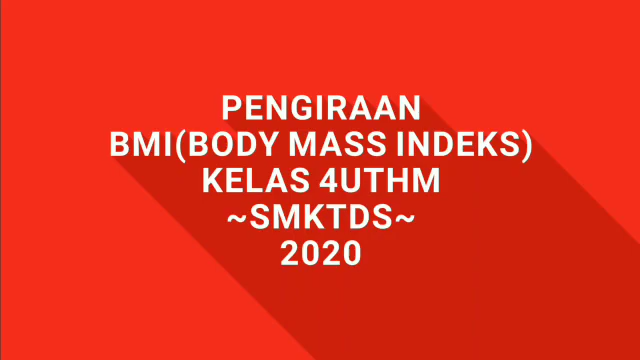 PENGIRAAN
BMI(BODY MASS INDEKS)
KELAS 4UTHM
~SMKTDS~
2020